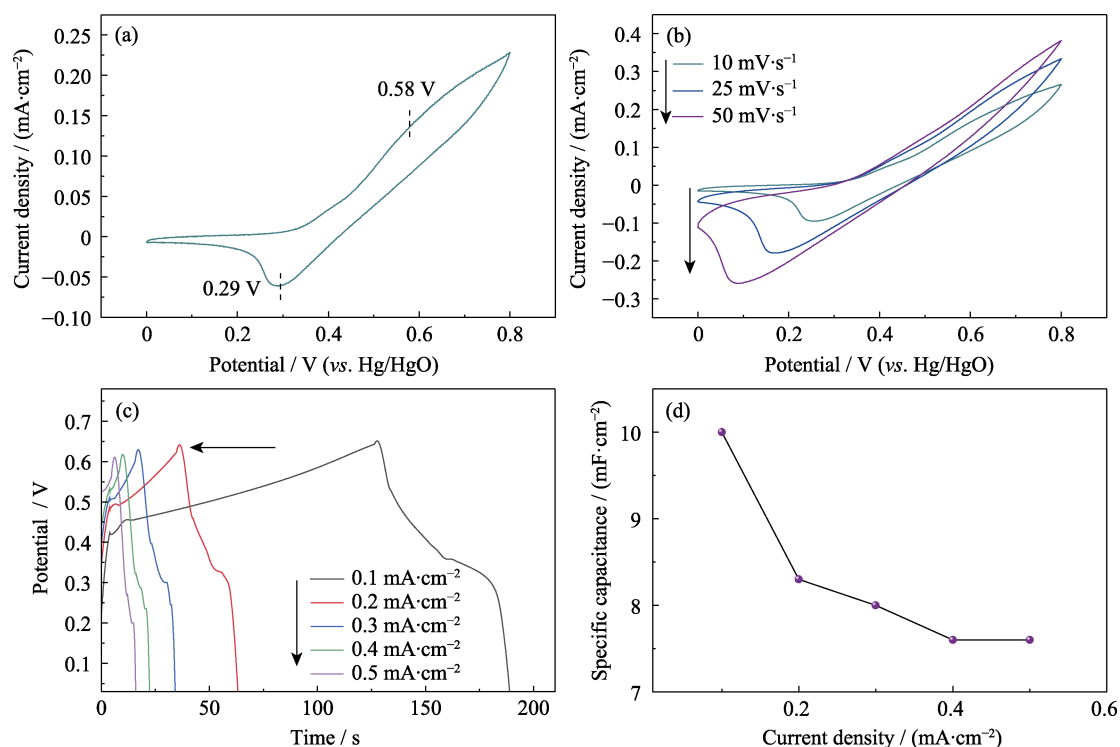 (a)
0.25
0.20
0.15
0.10
0.05
0
−0.05
−0.10
Current density / (mA·cm⁻²)
0.58 V
0.29 V
0
0.2
0.4
0.6
0.8
Potential / V (vs. Hg/HgO)
(b)
0.4
0.3
0.2
0.1
0
−0.1
−0.2
−0.3
Current density / (mA·cm⁻²)
10 mV·s⁻¹
25 mV·s⁻¹
50 mV·s⁻¹
0
0.2
0.4
0.6
0.8
Potential / V (vs. Hg/HgO)
(c)
0.7
0.6
0.5
0.4
0.3
0.2
0.1
Potential / V
0.1 mA·cm⁻²
0.2 mA·cm⁻²
0.3 mA·cm⁻²
0.4 mA·cm⁻²
0.5 mA·cm⁻²
0
50
100
150
200
Time / s
(d)
10
9
8
7
Specific capacitance / (mF·cm⁻²)
0.2
0.4
0.6
Current density / (mA·cm⁻²)